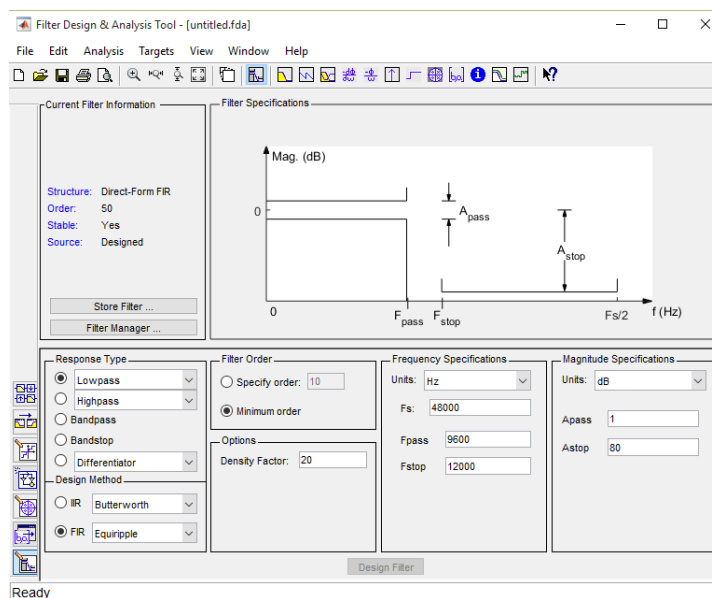 Filter Design & Analysis Tool - [untitled.fda]
File Edit Analysis Targets View Window Help
Current Filter Information
Structure: Direct-Form FIR
Order: 50
Stable: Yes
Source: Designed
Store Filter ...
Filter Manager ...
Filter Specifications
Mag. (dB)
0
A pass
A stop
0 F pass F stop Fs/2 f (Hz)
Response Type
Lowpass
Highpass
Bandpass
Bandstop
Differentiator
Design Method
IIR Butterworth
FIR Equiripple
Filter Order
Specify order: 10
Minimum order
Options
Density Factor: 20
Frequency Specifications
Units: Hz
Fs: 48000
Fpass 9600
Fstop 12000
Magnitude Specifications
Units: dB
Apass 1
Astop 80
Design Filter
Ready